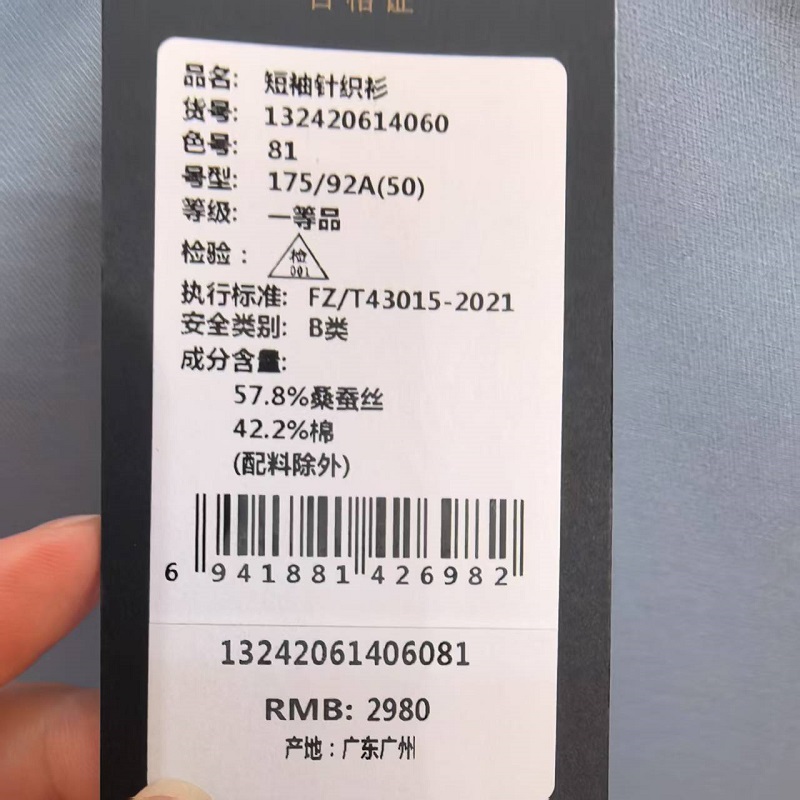 合格证
品名: 短袖针织衫
货号: 132420614060
色号: 81
号型: 175/92A(50)
等级: 一等品
检验: 检
001
执行标准: FZ/T43015-2021
安全类别: B类
成分含量:
57.8%桑蚕丝
42.2%棉
(配料除外)
6 941881 426982
13242061406081
RMB: 2980
产地: 广东广州